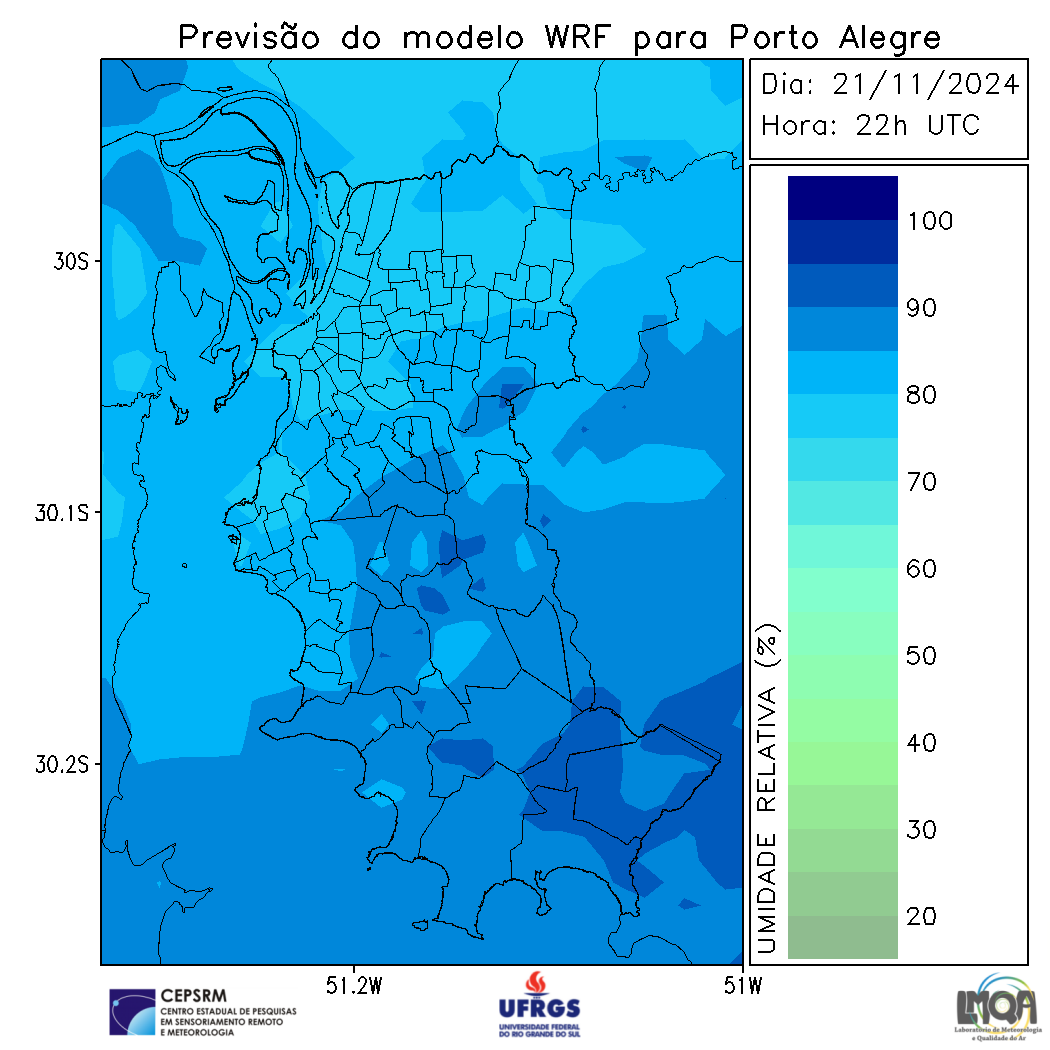 Previsão do modelo WRF para Porto Alegre
Dia: 21/11/2024
Hora: 22h UTC
30S
30.1S
30.2S
51.2W
51W
UMIDADE RELATIVA (%)
100
90
80
70
60
50
40
30
20
CEPSRM
CENTRO ESTADUAL DE PESQUISAS
EM SENSORIAMENTO REMOTO
E METEOROLOGIA
UFRGS
UNIVERSIDADE FEDERAL
DO RIO GRANDE DO SUL
LMQA
Laboratório de Meteorologia
e Qualidade do Ar